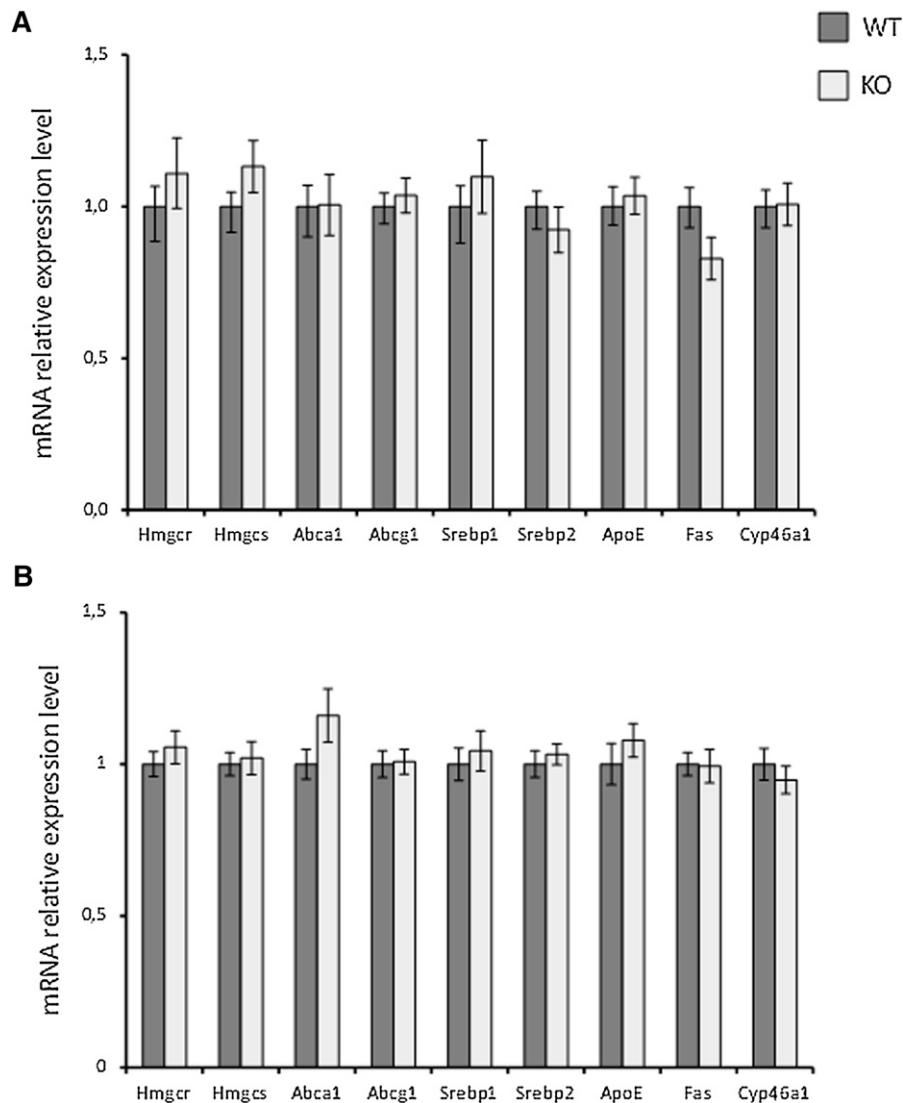 A
WT
KO
mRNA relative expression level
1,5
1,0
0,5
0,0
Hmgcr Hmgcs Abca1 Abcg1 Srebp1 Srebp2 ApoE Fas Cyp46a1
B
mRNA relative expression level
1,5
1
0,5
0
Hmgcr Hmgcs Abca1 Abcg1 Srebp1 Srebp2 ApoE Fas Cyp46a1